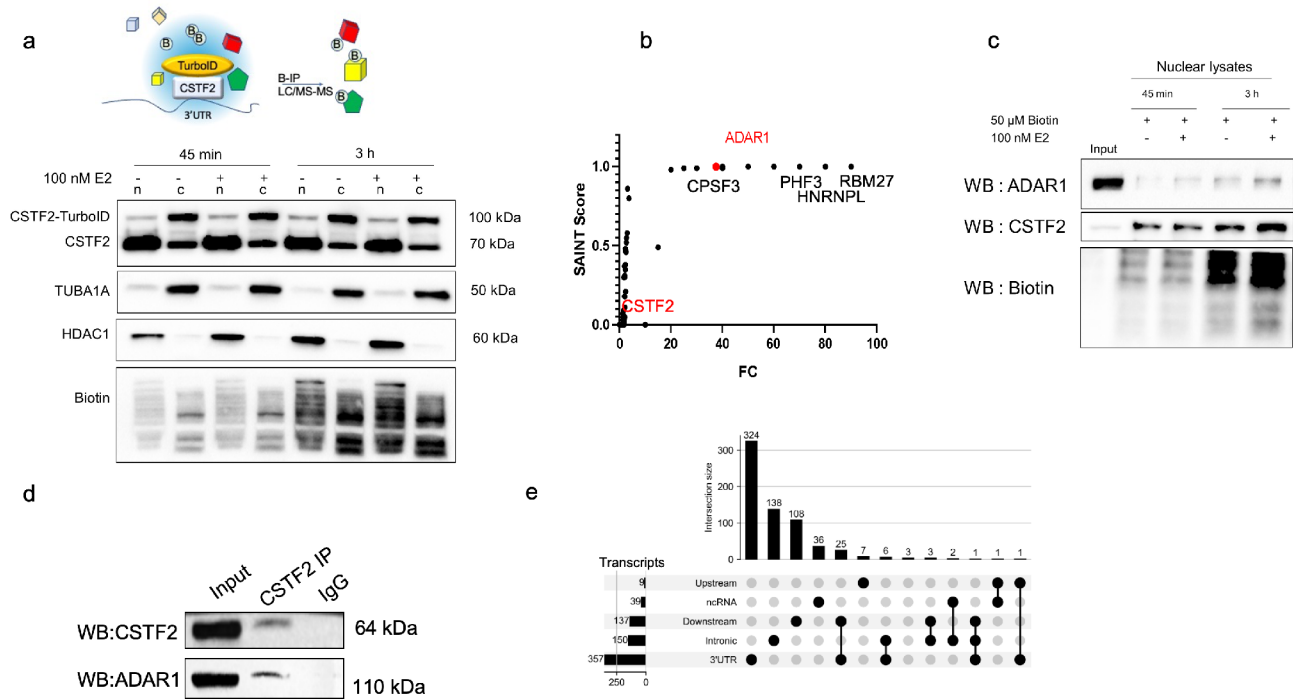 a
B
B
B
B
TurboID
CSTF2
3'UTR
B-IP
LC/MS-MS
B
B
B
45 min
3 h
100 nM E2
- - + + - - + +
n c n c n c n c
CSTF2-TurboID
100 kDa
CSTF2
70 kDa
TUBA1A
50 kDa
HDAC1
60 kDa
Biotin
b
ADAR1
1.0
CPSF3
PHF3
RBM27
HNRNPL
SAINT Score
0.5
CSTF2
0.0
0 20 40 60 80 100
FC
c
Nuclear lysates
45 min
3 h
50 µM Biotin
+ + + +
100 nM E2
- + - +
Input
WB : ADAR1
WB : CSTF2
WB : Biotin
d
Input
CSTF2 IP
IgG
WB:CSTF2
64 kDa
WB:ADAR1
110 kDa
e
324
300
200
100
0
Intersection size
138
108
36
25
7
6
3
3
2
1
1
1
Transcripts
9
Upstream
39
ncRNA
137
Downstream
150
Intronic
357
3'UTR
250 0